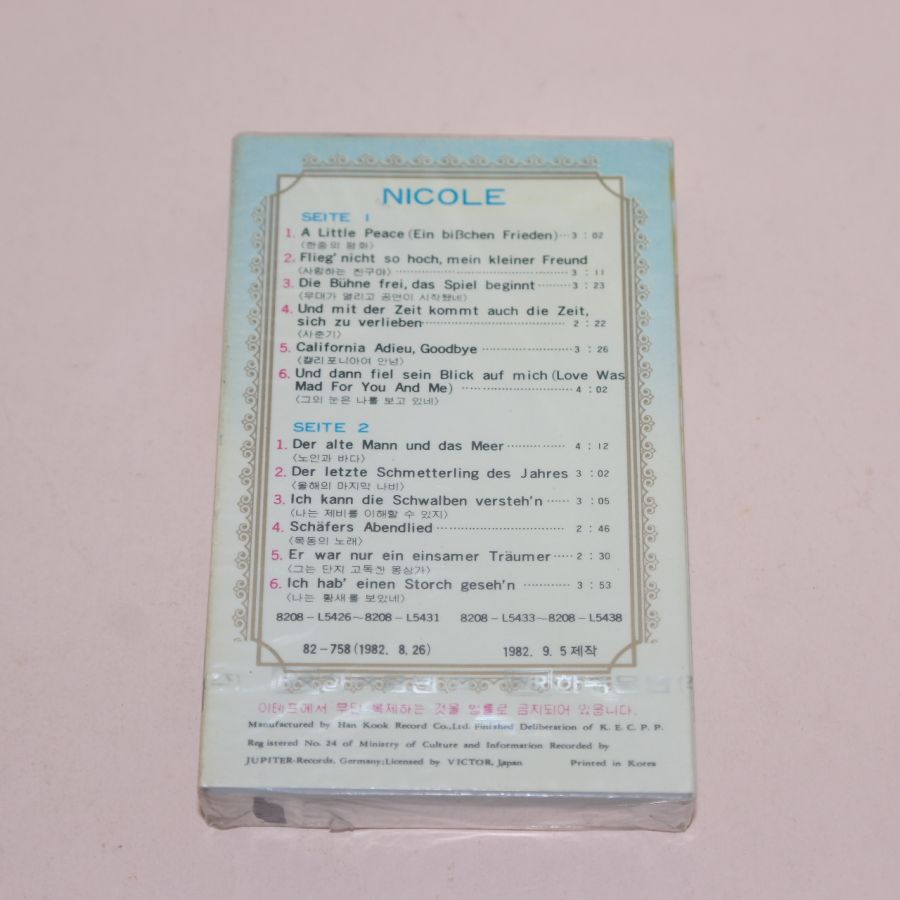 NICOLE
SEITE 1
1. A Little Peace (Ein bißchen Frieden)···3 : 02
〈한줌의 평화〉
2. Flieg' nicht so hoch, mein kleiner Freund
〈사랑하는 친구야〉······3 : 11
3. Die Bühne frei, das Spiel beginnt········3 : 23
〈무대가 열리고 공연이 시작됐네〉
4. Und mit der Zeit kommt auch die Zeit,
sich zu verlieben······2 : 22
〈사춘기〉
5. California Adieu, Goodbye······3 : 26
〈캘리포니아여 안녕〉
6. Und dann fiel sein Blick auf mich (Love Was
Mad For You And Me)······4 : 02
〈그의 눈은 나를 보고 있네〉
SEITE 2
1. Der alte Mann und das Meer······4 : 12
〈노인과 바다〉
2. Der letzte Schmetterling des Jahres 3 : 02
〈올해의 마지막 나비〉
3. Ich kann die Schwalben versteh'n······3 : 05
〈나는 제비를 이해할 수 있지〉
4. Schäfers Abendlied······2 : 46
〈목동의 노래〉
5. Er war nur ein einsamer Träumer·····2 : 30
〈그는 단지 고독한 몽상가〉
6. Ich hab' einen Storch geseh'n······3 : 53
〈나는 황새를 보았네〉
8208－L5426～8208－L5431 8208－L5433～8208－L5438
82－758 (1982. 8. 26) 1982. 9. 5 제작
이테프에서 무단 복제하는 것을 법률로 금지되어 있읍니다.
Manufactured by Han Kook Record Co., Ltd. Finished Deliberation of K. E. C. P. P.
Registered No. 24 of Ministry of Culture and Information Recorded by
JUPITER-Records, Germany; Licensed by VICTOR, Japan Printed in Korea